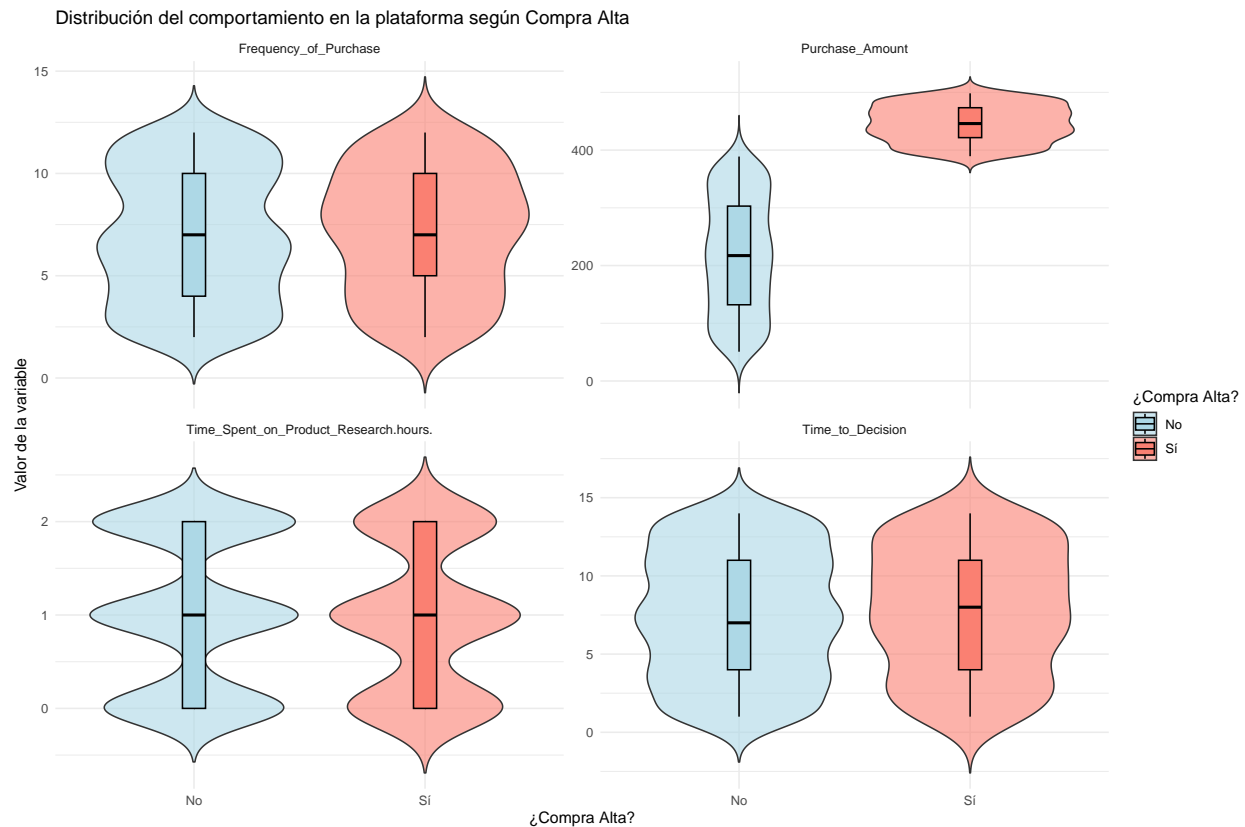 Distribución del comportamiento en la plataforma según Compra Alta
Frequency_of_Purchase
Purchase_Amount
15
10
5
0
400
200
0
Valor de la variable
Time_Spent_on_Product_Research.hours.
Time_to_Decision
2
1
0
15
10
5
0
No
Sí
No
Sí
¿Compra Alta?
¿Compra Alta?
No
Sí